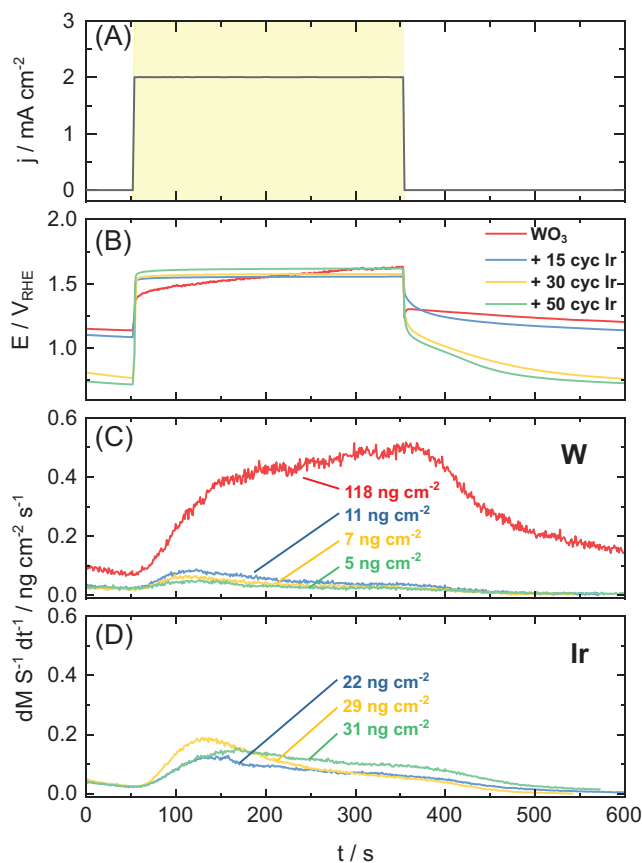 (A)
j / mA cm⁻²
3
2
1
0
(B)
E / V_RHE
2.0
1.5
1.0
WO₃
+ 15 cyc Ir
+ 30 cyc Ir
+ 50 cyc Ir
(C)
W
0.6
0.4
0.2
0.0
118 ng cm⁻²
11 ng cm⁻²
7 ng cm⁻²
5 ng cm⁻²
dM S⁻¹ dt⁻¹ / ng cm⁻² s⁻¹
(D)
Ir
0.6
0.4
0.2
0.0
22 ng cm⁻²
29 ng cm⁻²
31 ng cm⁻²
0 100 200 300 400 500 600
t / s